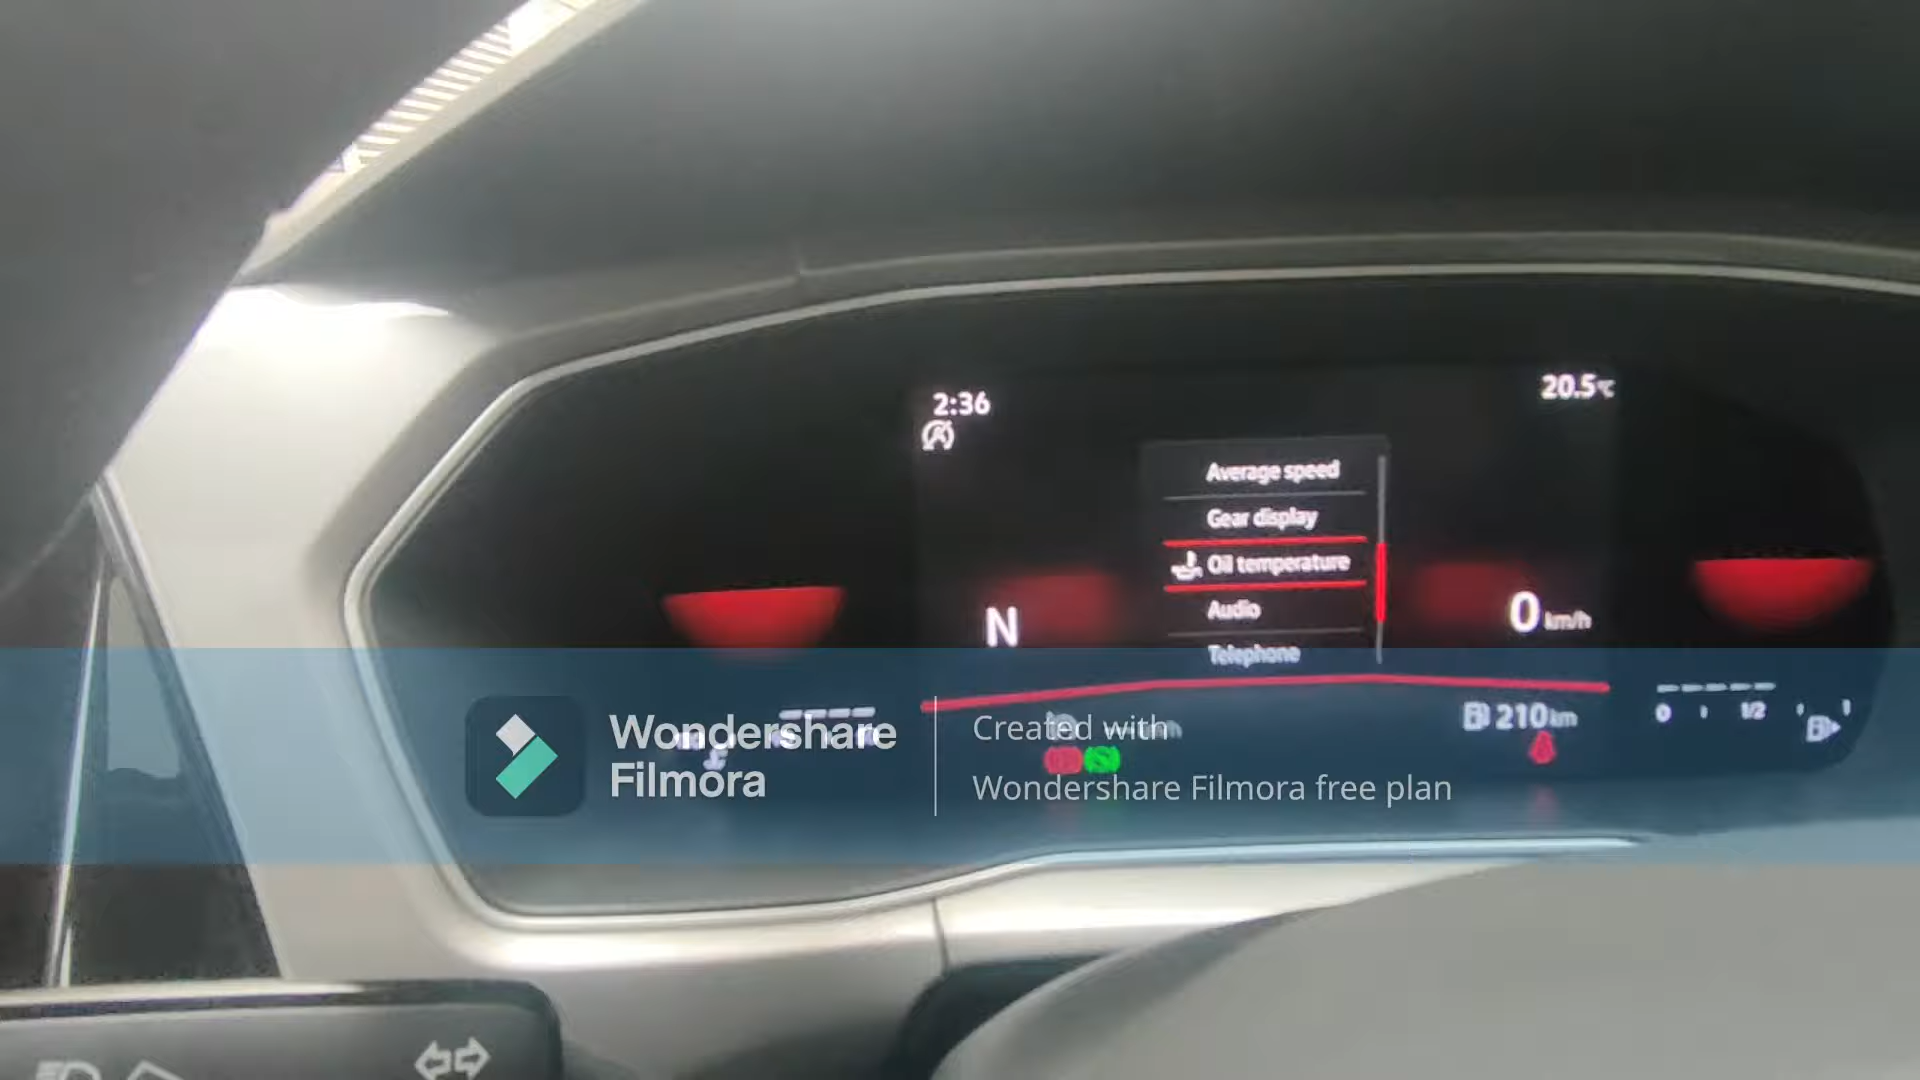 2:36
20.5°C
Average speed
Gear display
Oil temperature
Audio
Telephone
N
0 km/h
210 km
0 1/2 1
Wondershare
Filmora
Created with
Wondershare Filmora free plan